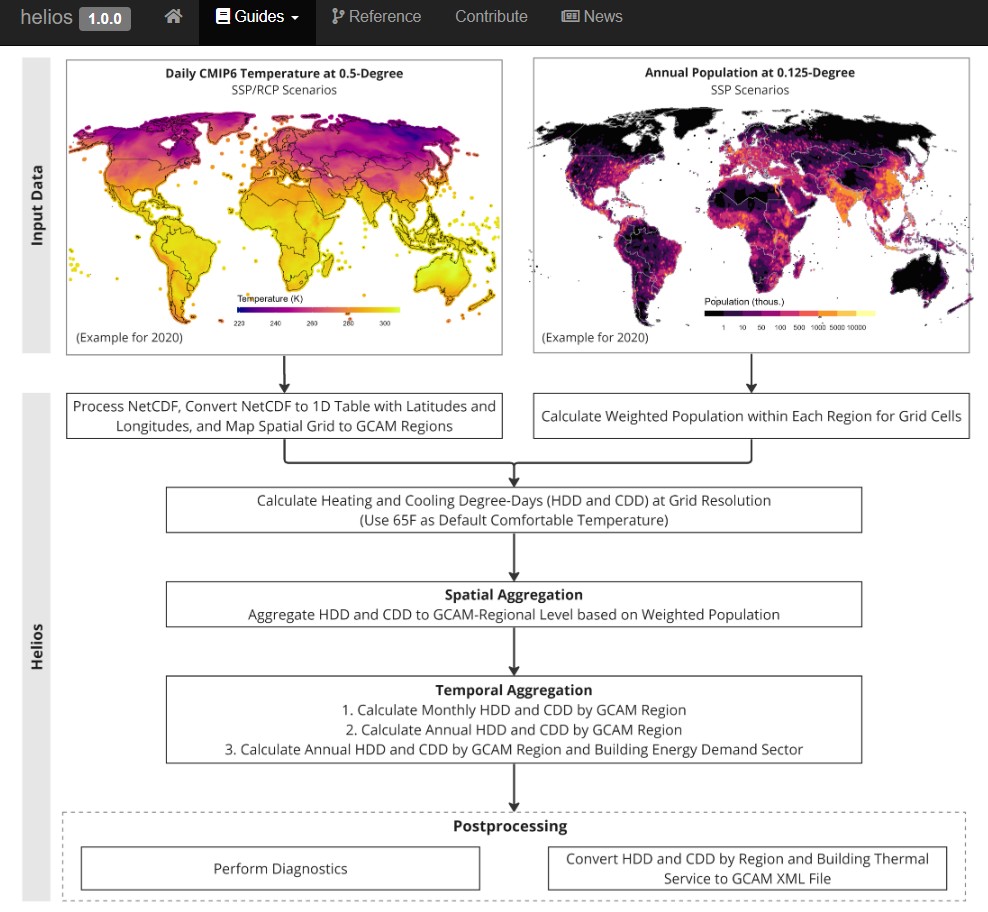 helios 1.0.0 Guides Reference Contribute News
Input Data
Daily CMIP6 Temperature at 0.5-Degree
SSP/RCP Scenarios
Temperature (K)
220 240 260 280 300
(Example for 2020)
Annual Population at 0.125-Degree
SSP Scenarios
Population (thous.)
1 10 50 100 500 1000 5000 10000
(Example for 2020)
Helios
Process NetCDF, Convert NetCDF to 1D Table with Latitudes and
Longitudes, and Map Spatial Grid to GCAM Regions
Calculate Weighted Population within Each Region for Grid Cells
Calculate Heating and Cooling Degree-Days (HDD and CDD) at Grid Resolution
(Use 65F as Default Comfortable Temperature)
Spatial Aggregation
Aggregate HDD and CDD to GCAM-Regional Level based on Weighted Population
Temporal Aggregation
1. Calculate Monthly HDD and CDD by GCAM Region
2. Calculate Annual HDD and CDD by GCAM Region
3. Calculate Annual HDD and CDD by GCAM Region and Building Energy Demand Sector
Postprocessing
Perform Diagnostics
Convert HDD and CDD by Region and Building Thermal
Service to GCAM XML File